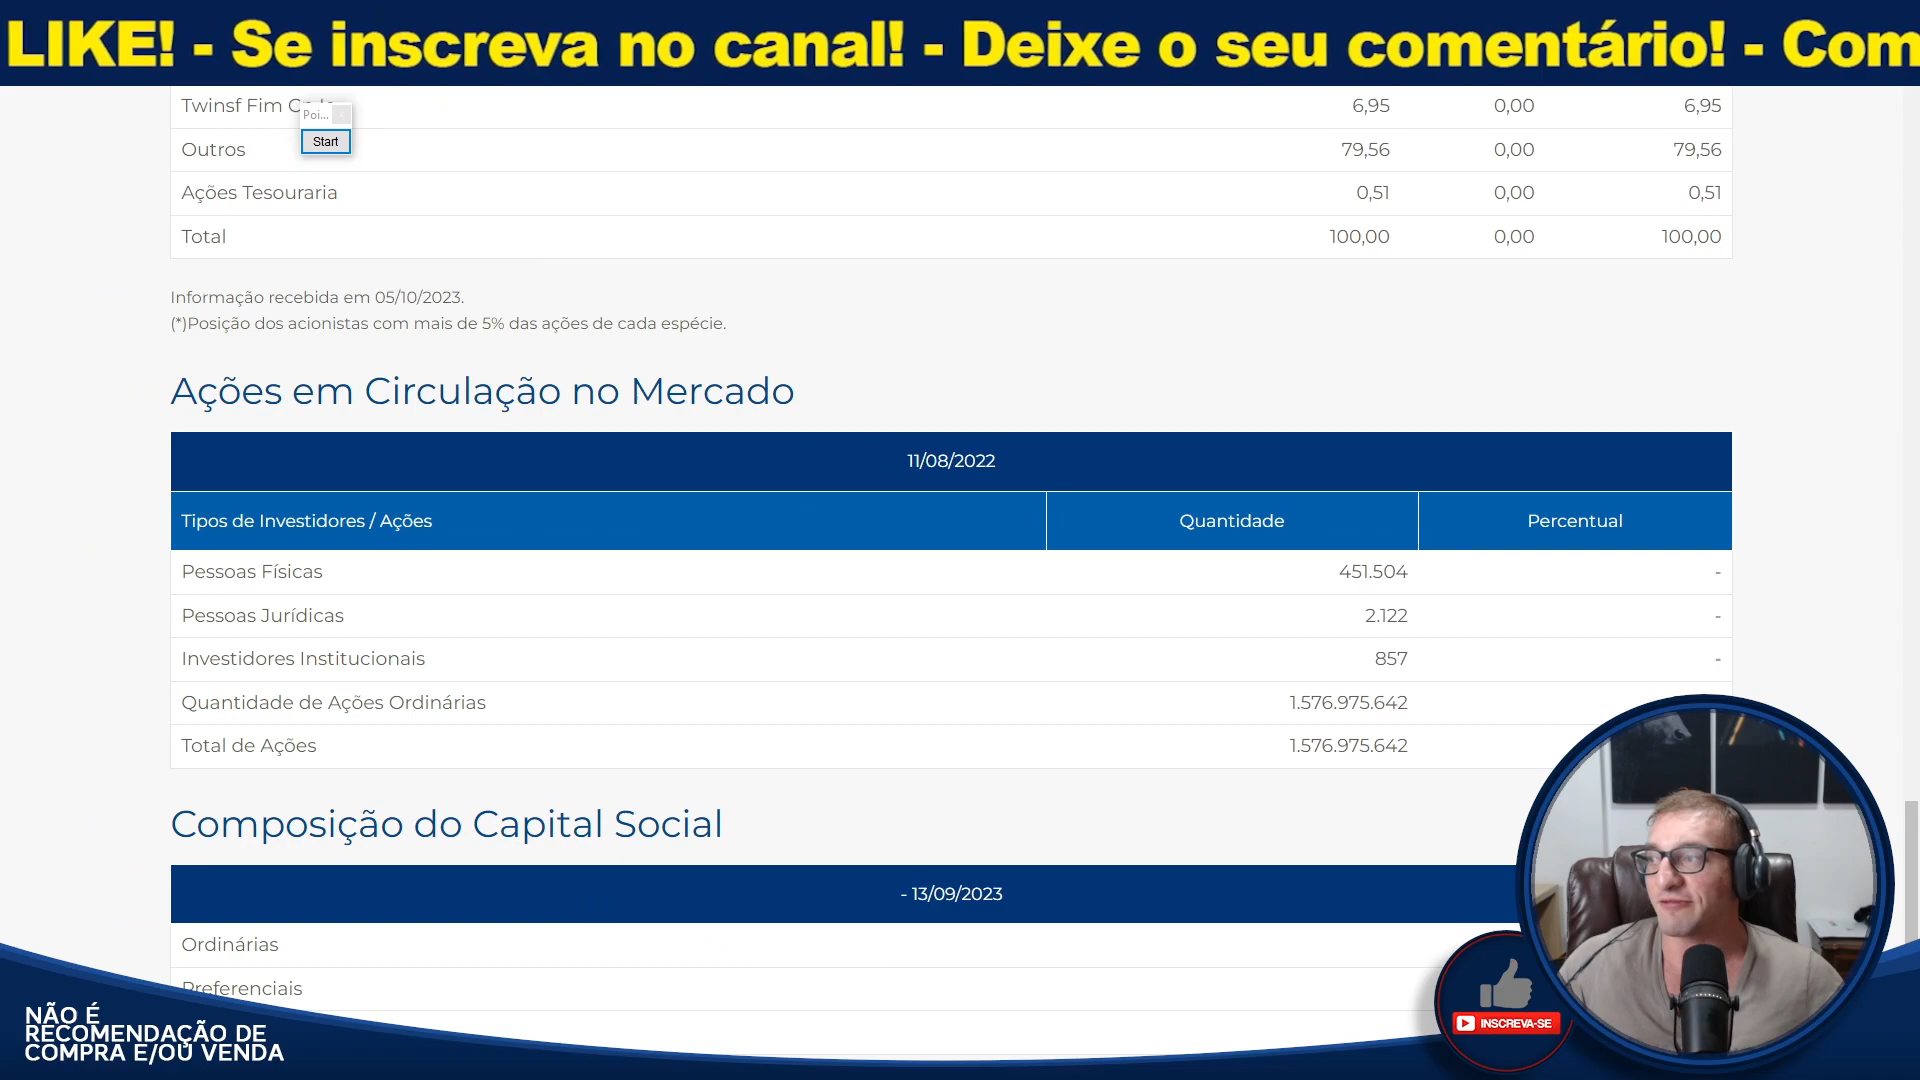 LIKE! - Se inscreva no canal! - Deixe o seu comentário! - Com
Twinsf Fim 6,95 0,00 6,95
Poi...
Start
Outros 79,56 0,00 79,56
Ações Tesouraria 0,51 0,00 0,51
Total 100,00 0,00 100,00
Informação recebida em 05/10/2023.
(*)Posição dos acionistas com mais de 5% das ações de cada espécie.
Ações em Circulação no Mercado
11/08/2022
Tipos de Investidores / Ações Quantidade Percentual
Pessoas Físicas 451.504 -
Pessoas Jurídicas 2.122 -
Investidores Institucionais 857 -
Quantidade de Ações Ordinárias 1.576.975.642
Total de Ações 1.576.975.642
Composição do Capital Social
- 13/09/2023
Ordinárias
Preferenciais
NÃO É
RECOMENDAÇÃO DE
COMPRA E/OU VENDA
INSCREVA-SE